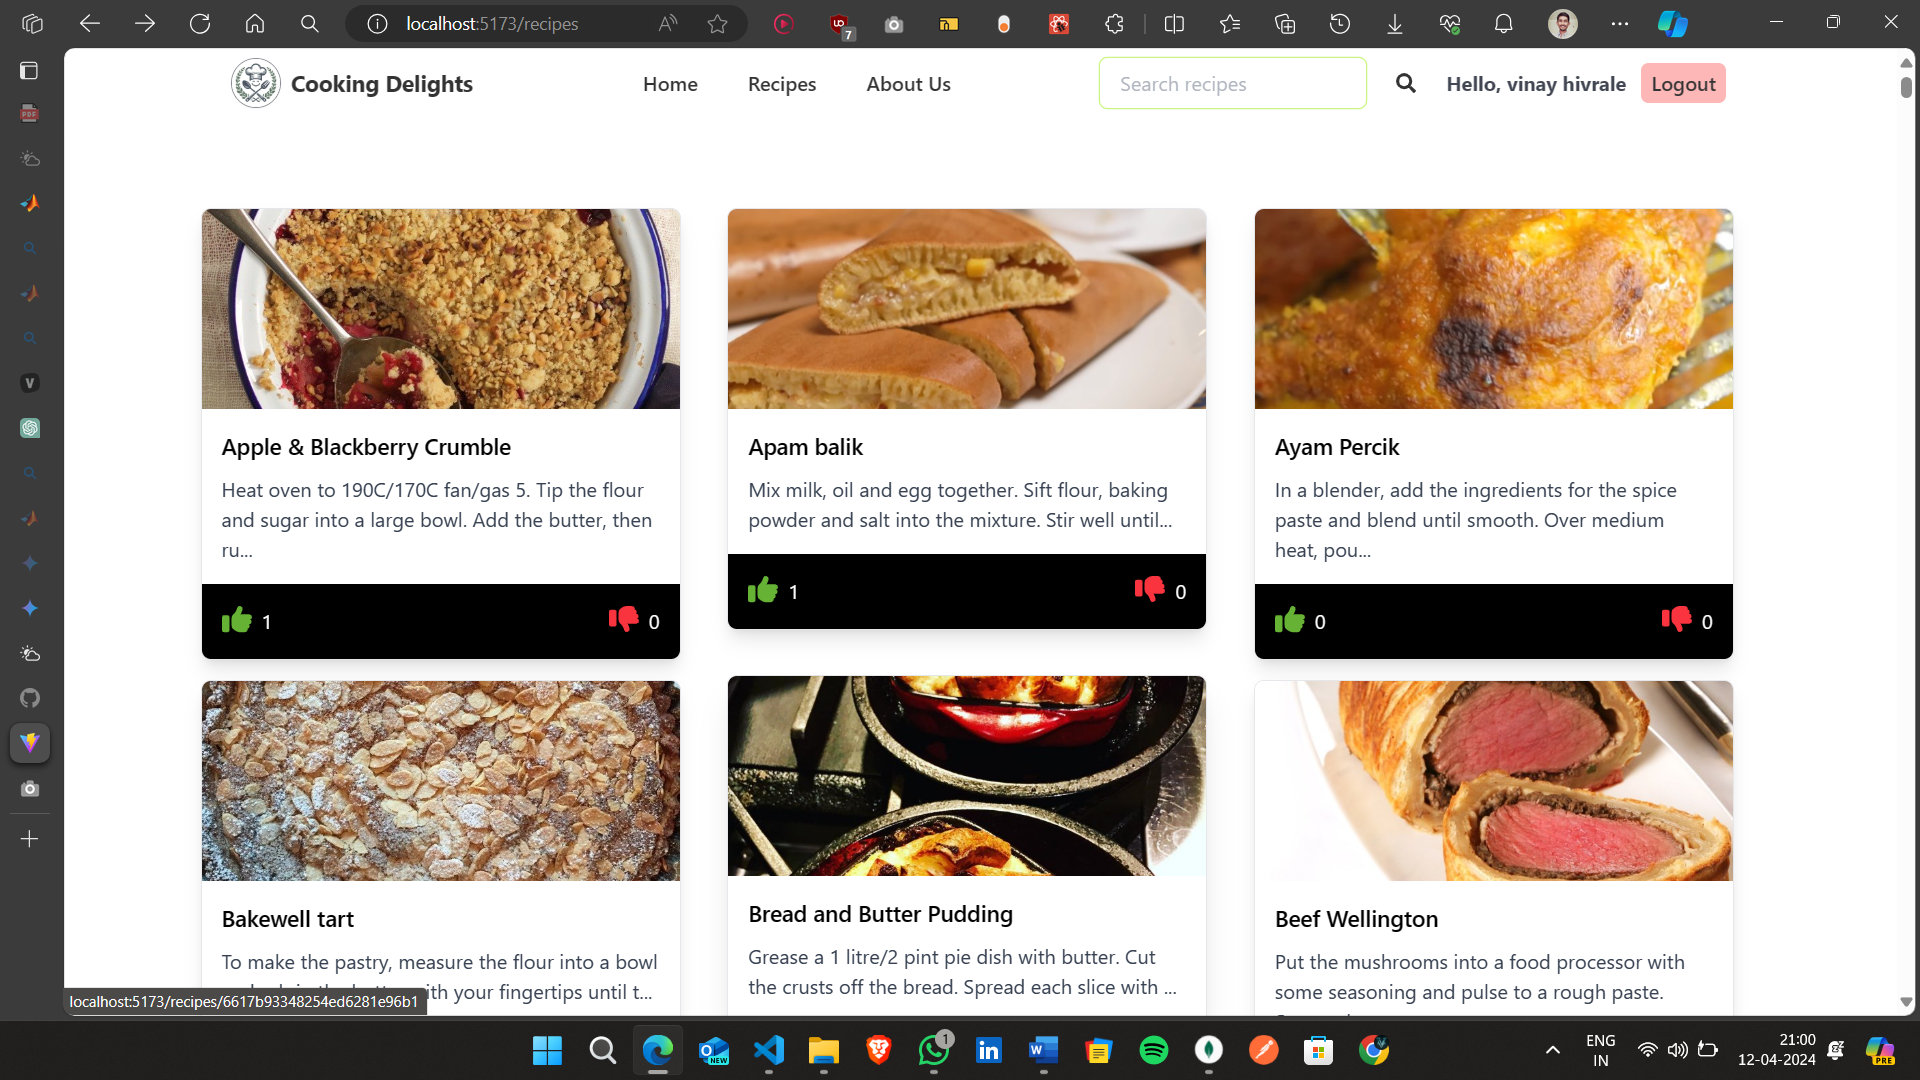 localhost:5173/recipes
7
Cooking Delights
Home
Recipes
About Us
Search recipes
Hello, vinay hivrale
Logout
Apple & Blackberry Crumble
Heat oven to 190C/170C fan/gas 5. Tip the flour
and sugar into a large bowl. Add the butter, then
ru...
1
0
Apam balik
Mix milk, oil and egg together. Sift flour, baking
powder and salt into the mixture. Stir well until...
1
0
Ayam Percik
In a blender, add the ingredients for the spice
paste and blend until smooth. Over medium
heat, pou...
0
0
Bakewell tart
To make the pastry, measure the flour into a bowl
with your fingertips until t...
Bread and Butter Pudding
Grease a 1 litre/2 pint pie dish with butter. Cut
the crusts off the bread. Spread each slice with ...
Beef Wellington
Put the mushrooms into a food processor with
some seasoning and pulse to a rough paste.
localhost:5173/recipes/6617b93348254ed6281e96b1
PDF
NEW
1
ENG
IN
21:00
12-04-2024
PRE